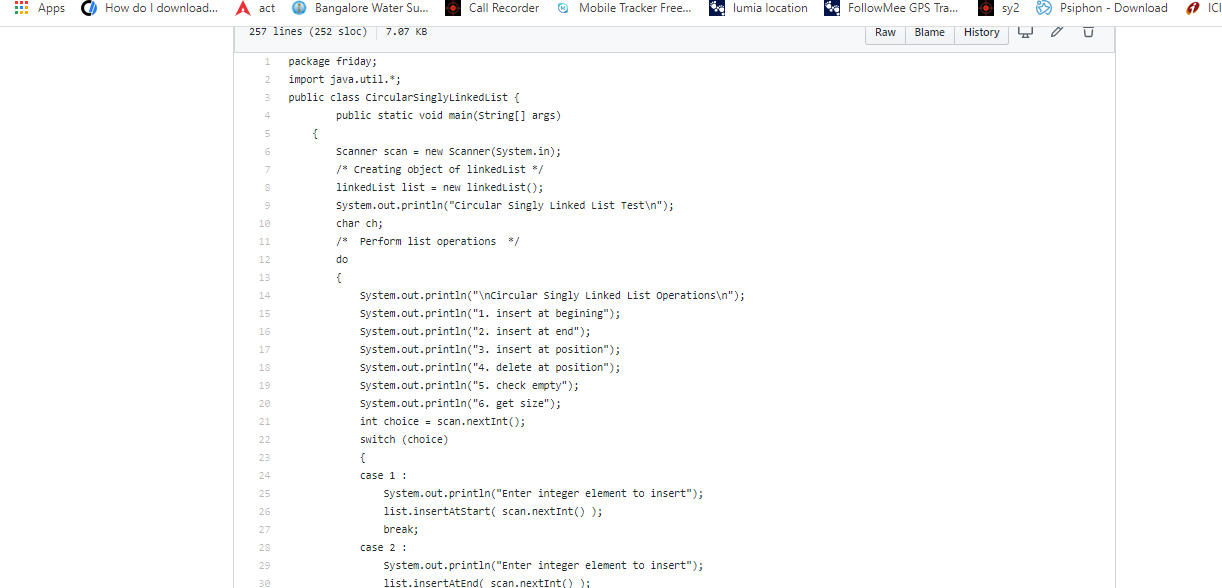 Apps How do I download... act Bangalore Water Su... Call Recorder Mobile Tracker Free... lumia location FollowMee GPS Tra... sy2 Psiphon - Download ICI
257 lines (252 sloc) 7.07 KB Raw Blame History
1 package friday;
2 import java.util.*;
3 public class CircularSinglyLinkedList {
4 public static void main(String[] args)
5 {
6 Scanner scan = new Scanner(System.in);
7 /* Creating object of linkedList */
8 linkedList list = new linkedList();
9 System.out.println("Circular Singly Linked List Test\n");
10 char ch;
11 /*  Perform list operations  */
12 do
13 {
14 System.out.println("\nCircular Singly Linked List Operations\n");
15 System.out.println("1. insert at begining");
16 System.out.println("2. insert at end");
17 System.out.println("3. insert at position");
18 System.out.println("4. delete at position");
19 System.out.println("5. check empty");
20 System.out.println("6. get size");
21 int choice = scan.nextInt();
22 switch (choice)
23 {
24 case 1 :
25 System.out.println("Enter integer element to insert");
26 list.insertAtStart( scan.nextInt() );
27 break;
28 case 2 :
29 System.out.println("Enter integer element to insert");
30 list.insertAtEnd( scan.nextInt() );